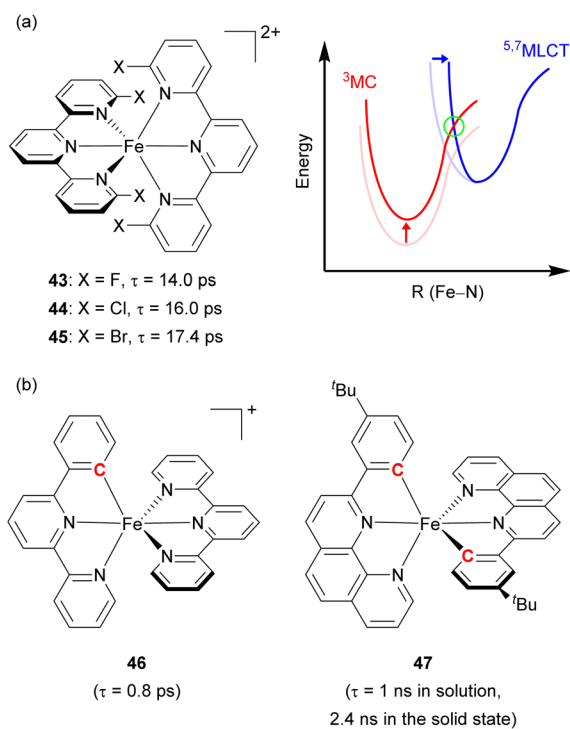 (a)
2+
X
X
N
N
N
Fe
N
N
N
X
X
43: X = F, τ = 14.0 ps
44: X = Cl, τ = 16.0 ps
45: X = Br, τ = 17.4 ps
5,7MLCT
3MC
Energy
R (Fe–N)
(b)
+
C
N
N
Fe
N
N
N
46
(τ = 0.8 ps)
tBu
C
N
N
Fe
N
N
C
tBu
47
(τ = 1 ns in solution,
2.4 ns in the solid state)